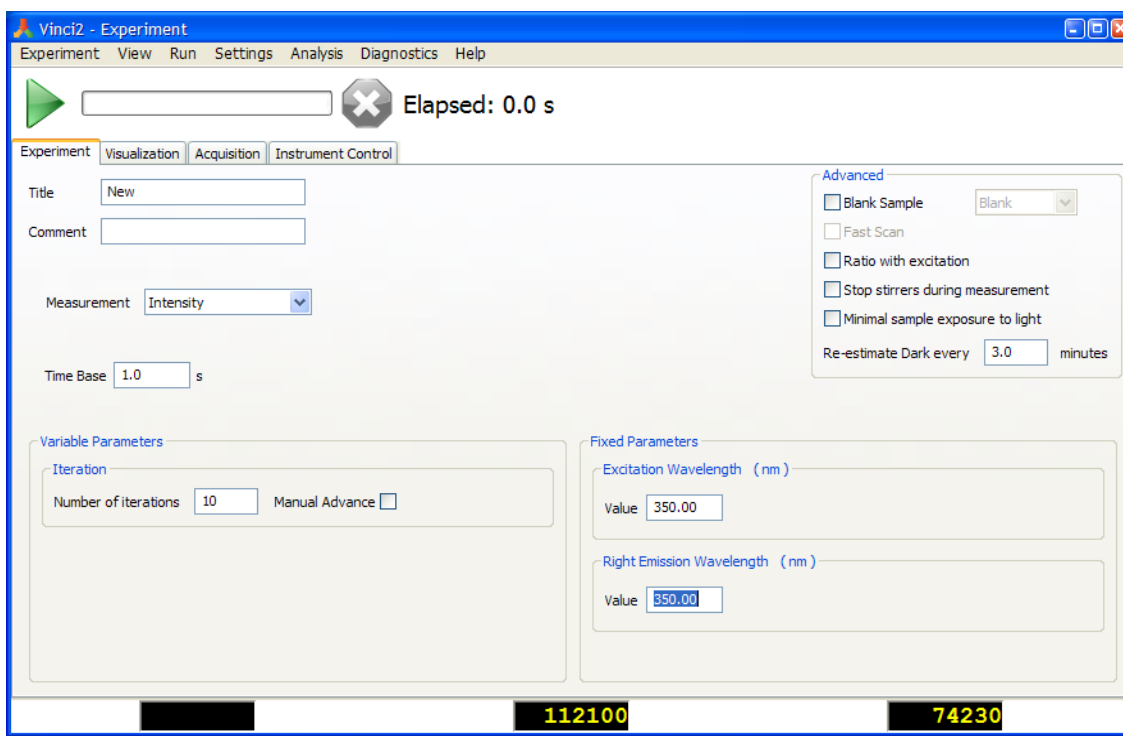 Vinci2 - Experiment
Experiment View Run Settings Analysis Diagnostics Help
Elapsed: 0.0 s
Experiment Visualization Acquisition Instrument Control
Title New
Comment
Measurement Intensity
Time Base 1.0 s
Advanced
Blank Sample Blank
Fast Scan
Ratio with excitation
Stop stirrers during measurement
Minimal sample exposure to light
Re-estimate Dark every 3.0 minutes
Variable Parameters
Iteration
Number of iterations 10 Manual Advance
Fixed Parameters
Excitation Wavelength (nm)
Value 350.00
Right Emission Wavelength (nm)
Value 350.00
112100 74230